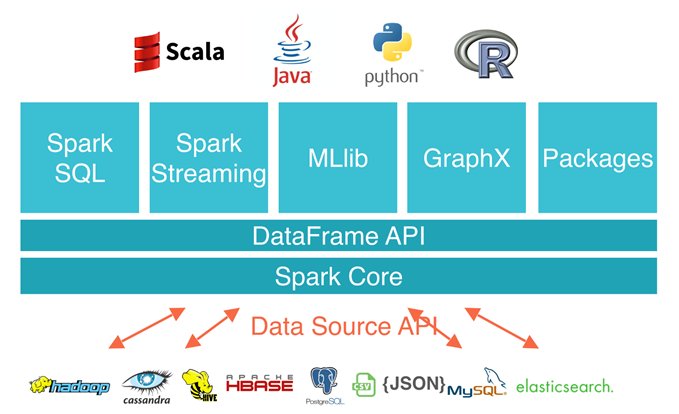 Scala
Java
python™
R
Spark
SQL
Spark
Streaming
MLlib
GraphX
Packages
DataFrame API
Spark Core
Data Source API
hadoop
cassandra
HIVE
APACHE
HBASE
PostgreSQL
CSV
{JSON}
MySQL®
elasticsearch.